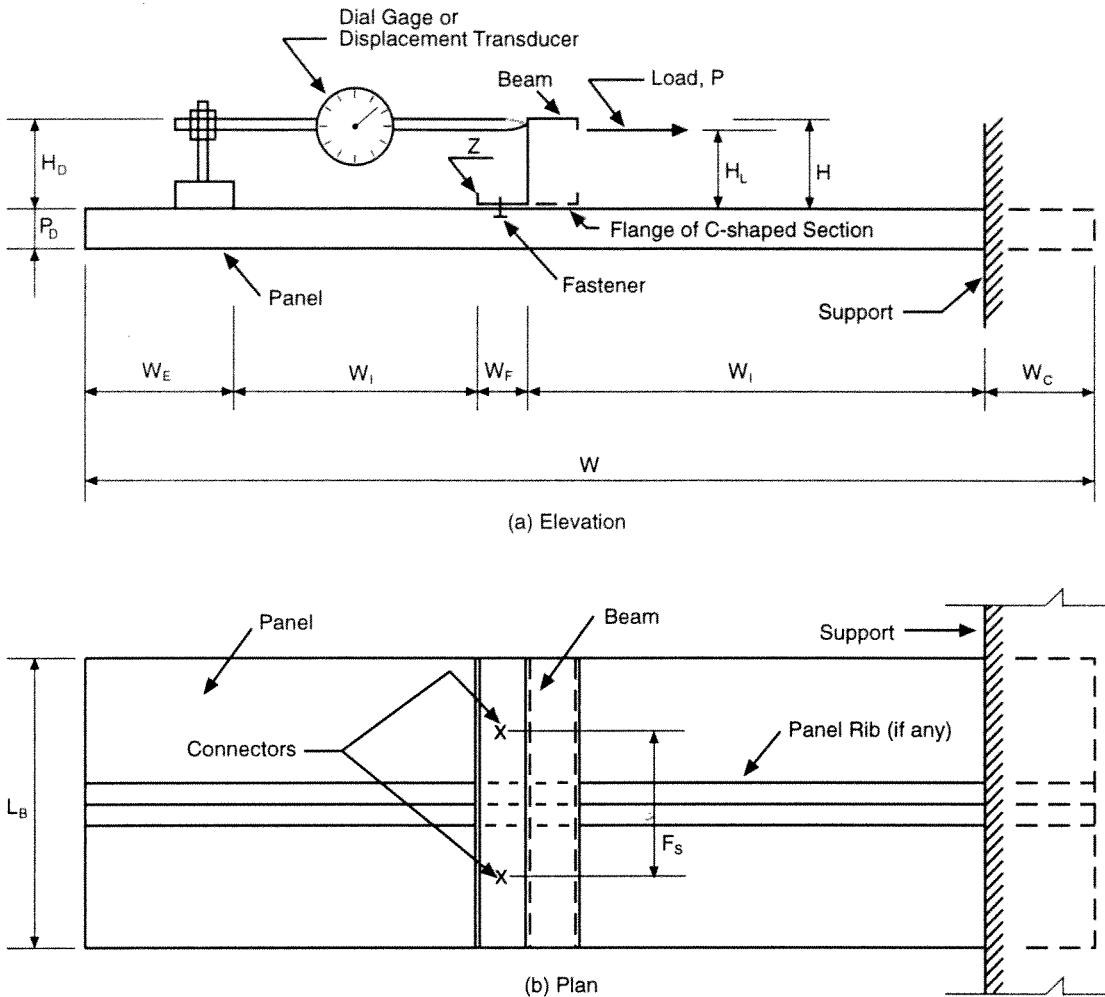 Dial Gage or
Displacement Transducer
Beam
Load, P
Z
H_D
H_L
H
P_D
Flange of C-shaped Section
Fastener
Panel
Support
W_E
W_I
W_F
W_I
W_C
W
(a) Elevation
Panel
Beam
Support
Connectors
X
Panel Rib (if any)
L_B
F_S
X
(b) Plan